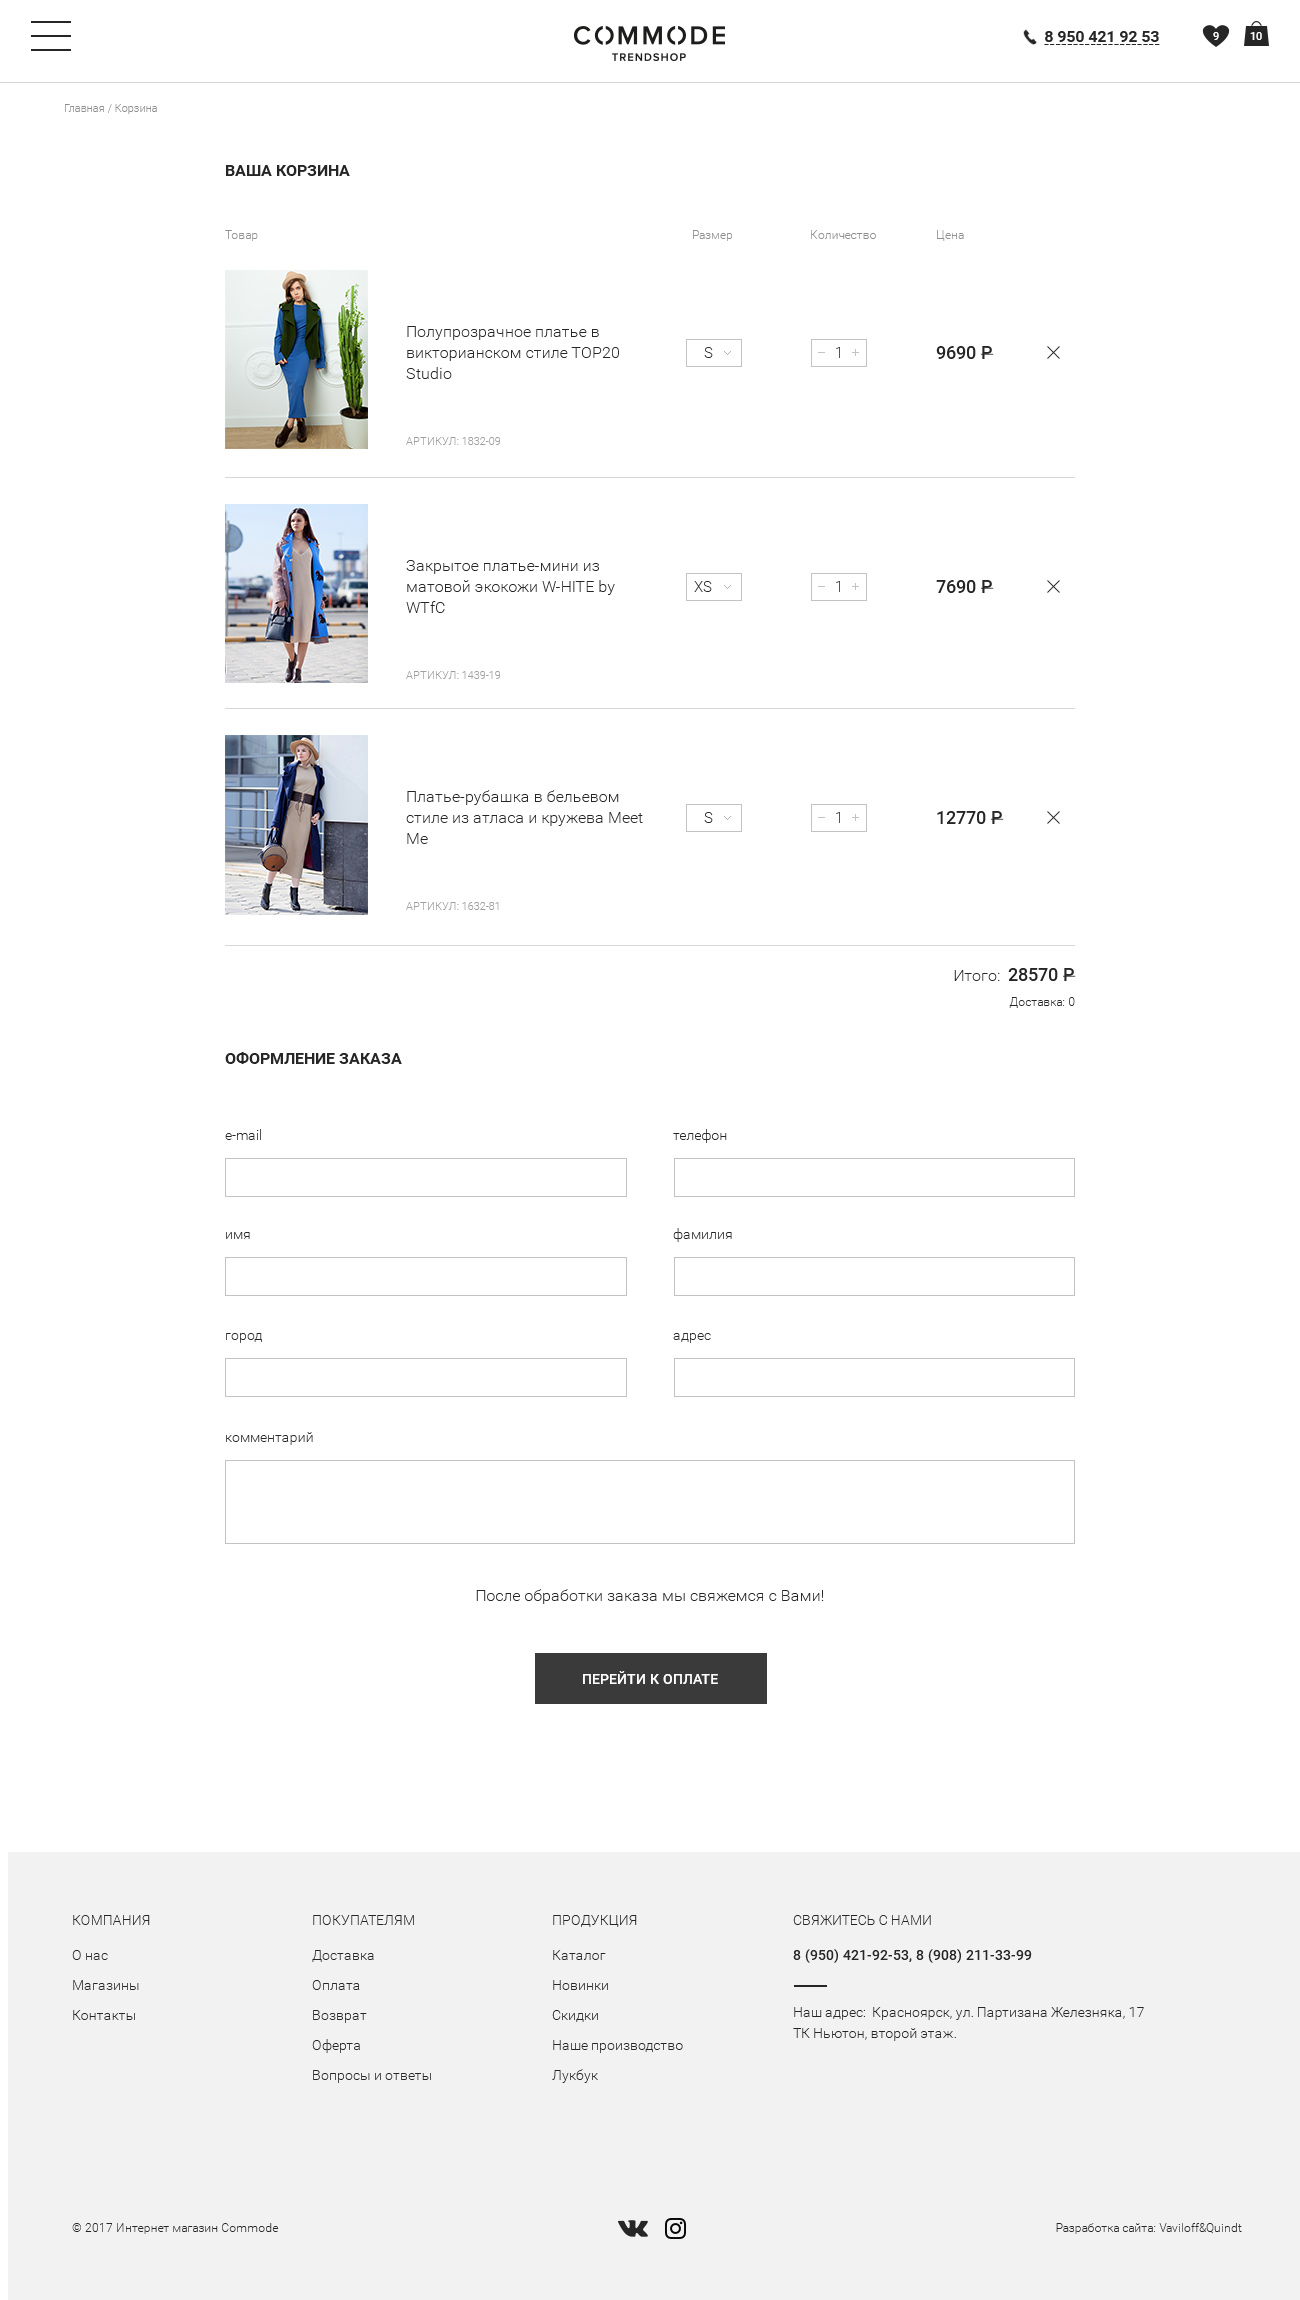 COMMODE
TRENDSHOP
8 950 421 92 53
9
10
Главная / Корзина
ВАША КОРЗИНА
Товар
Размер
Количество
Цена
Полупрозрачное платье в
викторианском стиле TOP20
Studio
S
1
9690 ₽
АРТИКУЛ: 1832-09
Закрытое платье-мини из
матовой экокожи W-HITE by
WTfC
XS
1
7690 ₽
АРТИКУЛ: 1439-19
Платье-рубашка в бельевом
стиле из атласа и кружева Meet
Me
S
1
12770 ₽
АРТИКУЛ: 1632-81
Итого: 28570 ₽
Доставка: 0
ОФОРМЛЕНИЕ ЗАКАЗА
e-mail
телефон
имя
фамилия
город
адрес
комментарий
После обработки заказа мы свяжемся с Вами!
ПЕРЕЙТИ К ОПЛАТЕ
КОМПАНИЯ
О нас
Магазины
Контакты
ПОКУПАТЕЛЯМ
Доставка
Оплата
Возврат
Оферта
Вопросы и ответы
ПРОДУКЦИЯ
Каталог
Новинки
Скидки
Наше производство
Лукбук
СВЯЖИТЕСЬ С НАМИ
8 (950) 421-92-53, 8 (908) 211-33-99
Наш адрес: Красноярск, ул. Партизана Железняка, 17
ТК Ньютон, второй этаж.
© 2017 Интернет магазин Commode
Разработка сайта: Vaviloff&Quindt